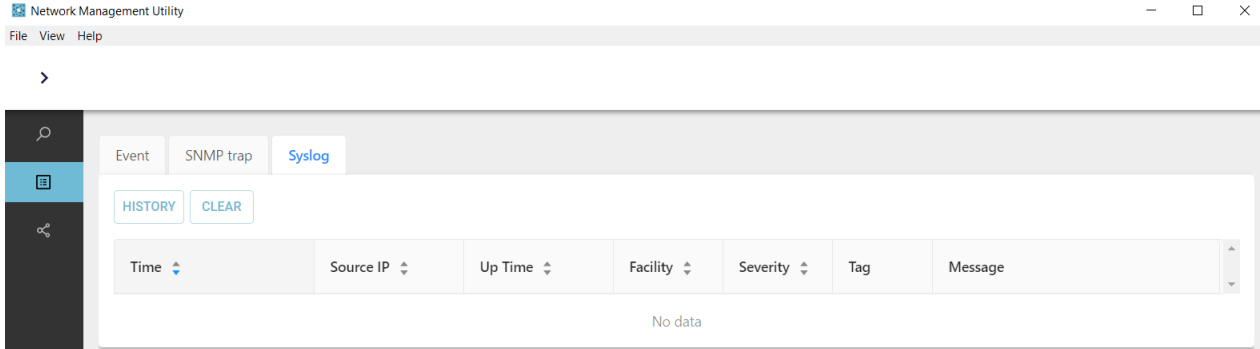 Network Management Utility
File View Help
Event SNMP trap Syslog
HISTORY CLEAR
Time Source IP Up Time Facility Severity Tag Message
No data